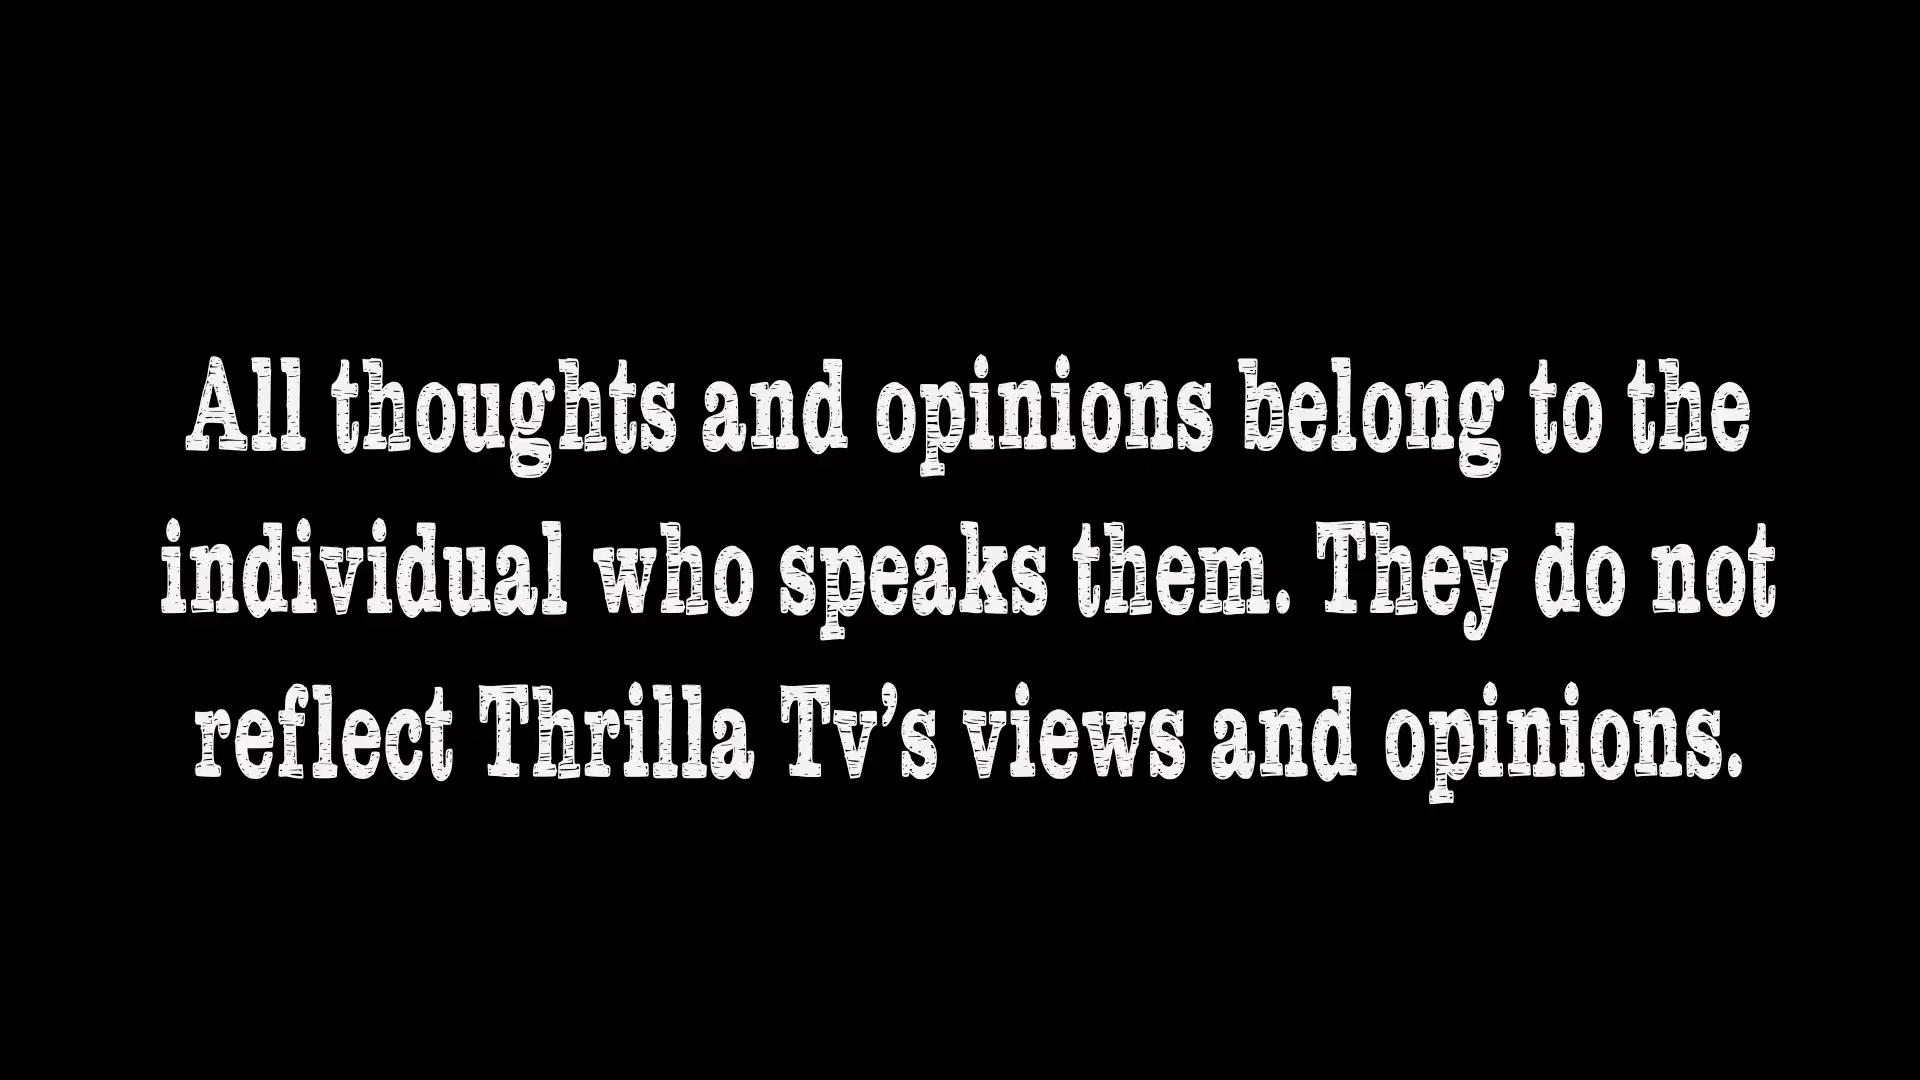 All thoughts and opinions belong to the
individual who speaks them. They do not
reflect Thrilla Tv’s views and opinions.